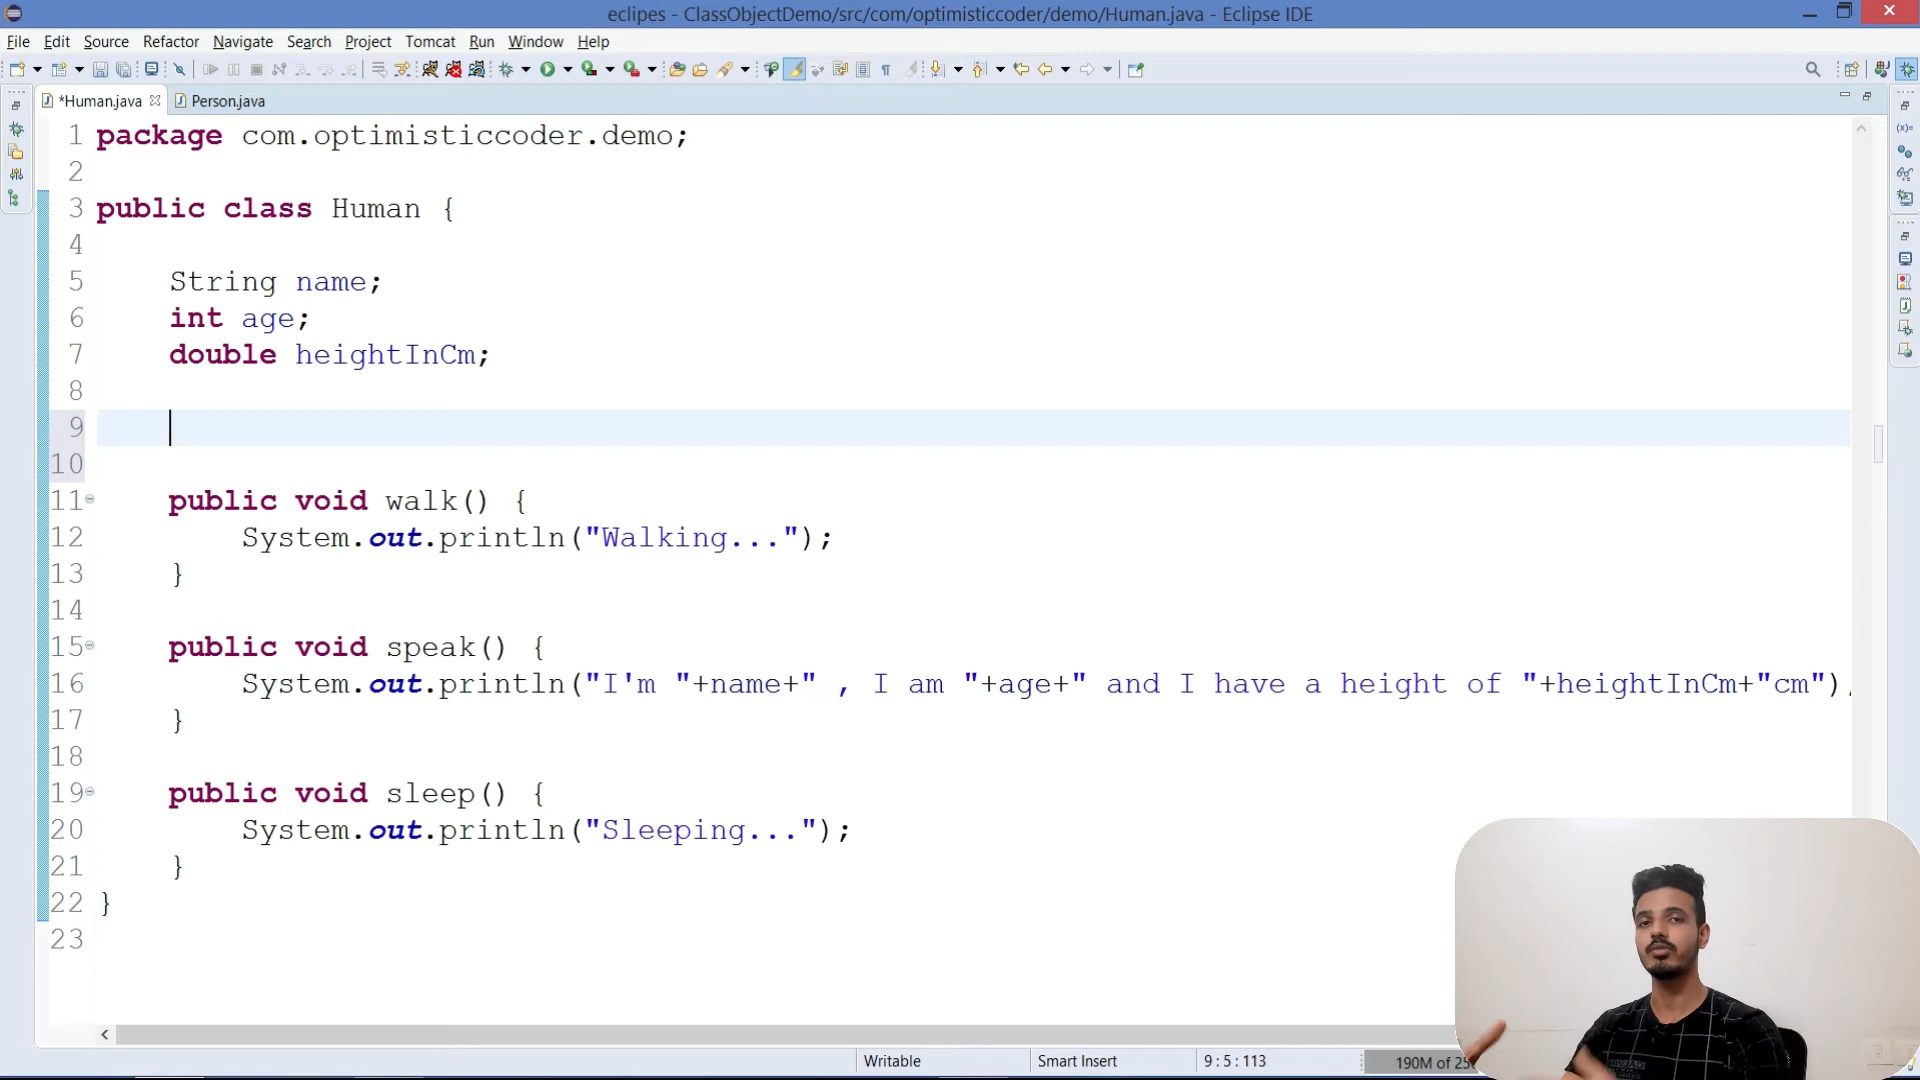 eclipes - ClassObjectDemo/src/com/optimisticcoder/demo/Human.java - Eclipse IDE
File Edit Source Refactor Navigate Search Project Tomcat Run Window Help
*Human.java Person.java
1 package com.optimisticcoder.demo;
2
3 public class Human {
4
5 String name;
6 int age;
7 double heightInCm;
8
9
10
11 public void walk() {
12 System.out.println("Walking...");
13 }
14
15 public void speak() {
16 System.out.println("I'm "+name+" , I am "+age+" and I have a height of "+heightInCm+"cm")
17 }
18
19 public void sleep() {
20 System.out.println("Sleeping...");
21 }
22 }
23
Writable Smart Insert 9 : 5 : 113 190M of